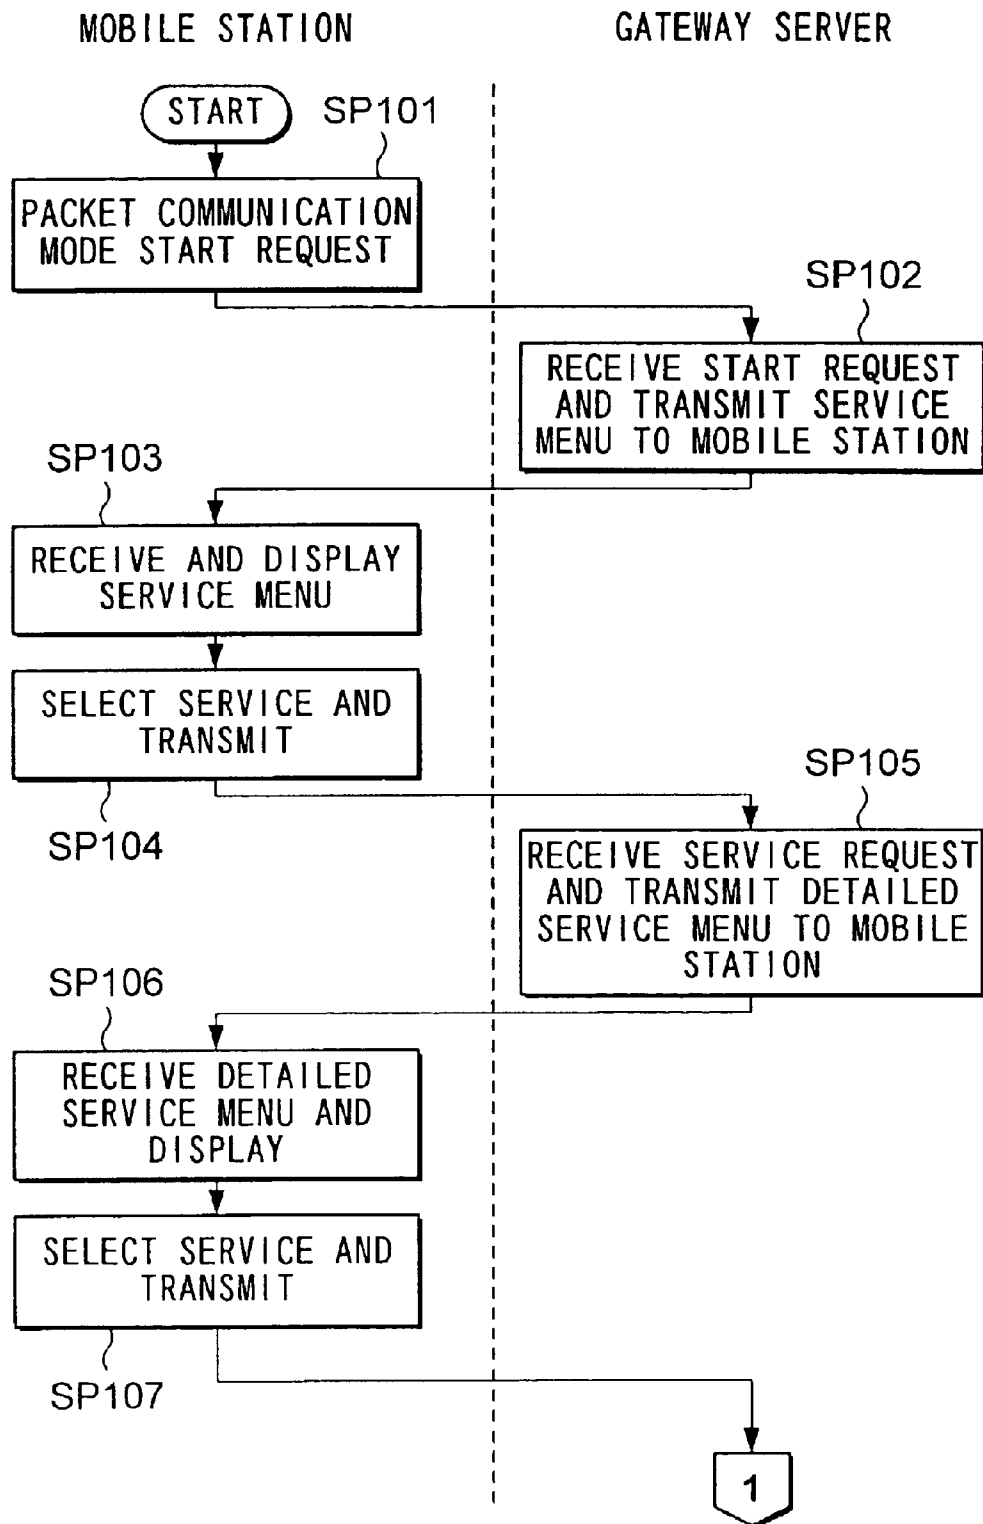 MOBILE STATION
GATEWAY SERVER
START
SP101
PACKET COMMUNICATION
MODE START REQUEST
SP102
RECEIVE START REQUEST
AND TRANSMIT SERVICE
MENU TO MOBILE STATION
SP103
RECEIVE AND DISPLAY
SERVICE MENU
SELECT SERVICE AND
TRANSMIT
SP104
SP105
RECEIVE SERVICE REQUEST
AND TRANSMIT DETAILED
SERVICE MENU TO MOBILE
STATION
SP106
RECEIVE DETAILED
SERVICE MENU AND
DISPLAY
SELECT SERVICE AND
TRANSMIT
SP107
1